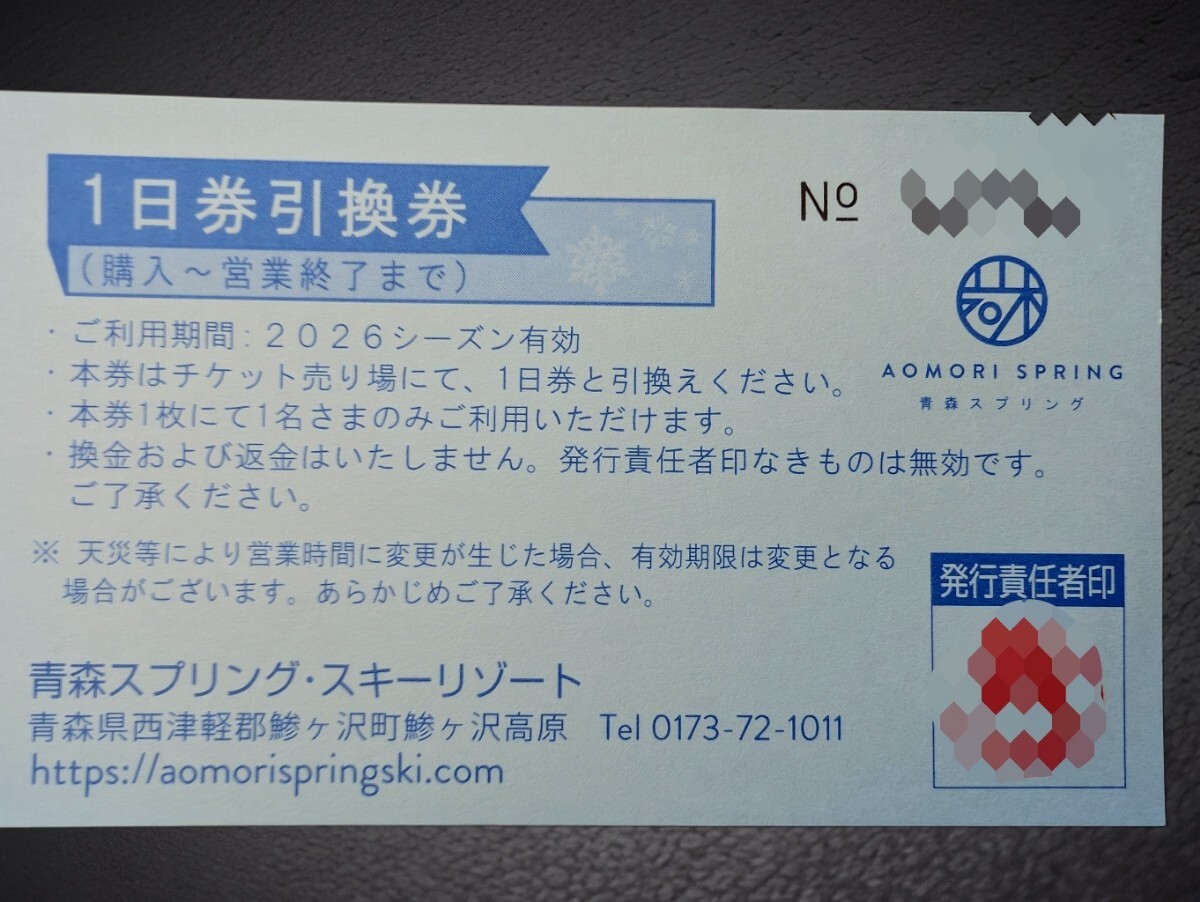 1日券引換券
(購入～営業終了まで)
Nº
AOMORI SPRING
青森スプリング
・ご利用期間：2026シーズン有効
・本券はチケット売り場にて、1日券と引換えください。
・本券1枚にて1名さまのみご利用いただけます。
・換金および返金はいたしません。発行責任者印なきものは無効です。
ご了承ください。
※ 天災等により営業時間に変更が生じた場合、有効期限は変更となる
場合がございます。あらかじめご了承ください。
発行責任者印
青森スプリング・スキーリゾート
青森県西津軽郡鰺ヶ沢町鰺ヶ沢高原 Tel 0173-72-1011
https://aomorispringski.com